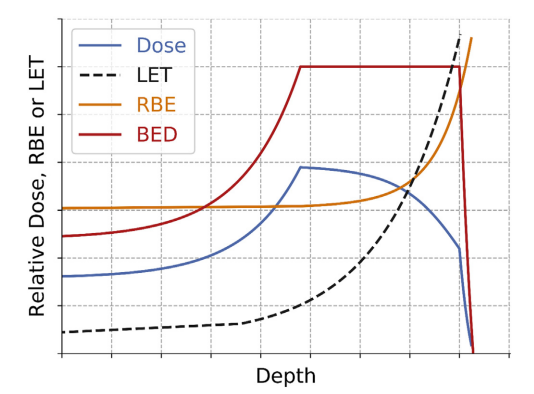 Dose
LET
RBE
BED
Relative Dose, RBE or LET
Depth